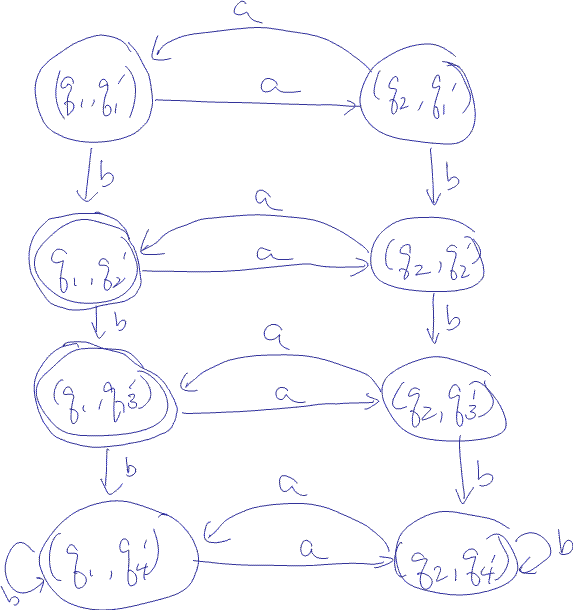 a
(q₁, q₁′) a (q₂, q₁′)
b b
a
q₁, q₂′ a (q₂, q₂′)
b b
a
(q₁, q₃′) a (q₂, q₃′)
b b
a
(q₁, q₄′) a (q₂, q₄′) b
b